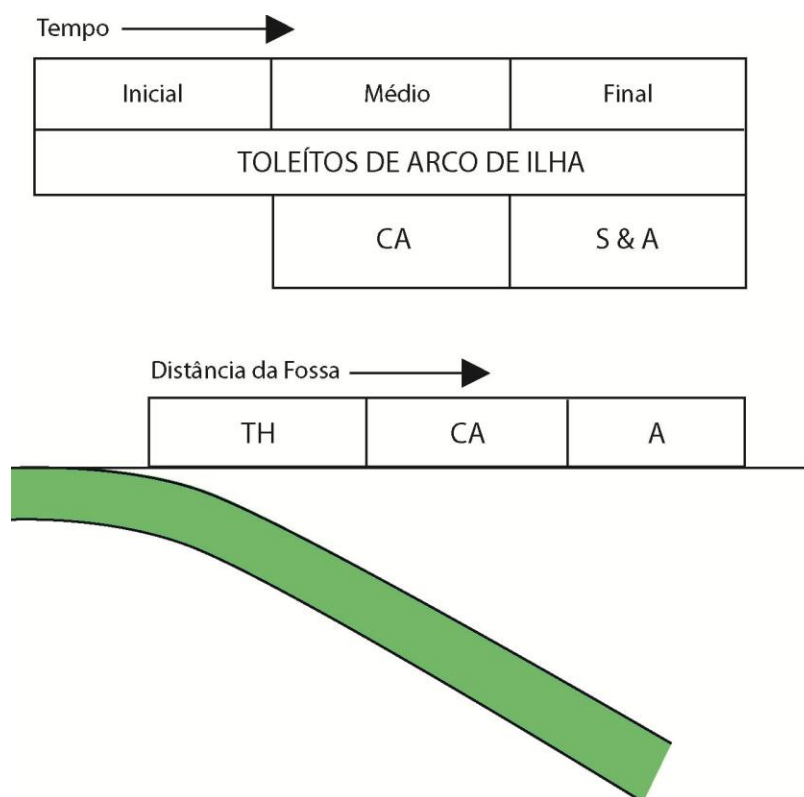 Tempo
Inicial Médio Final
TOLEÍTOS DE ARCO DE ILHA
CA S & A
Distância da Fossa
TH CA A